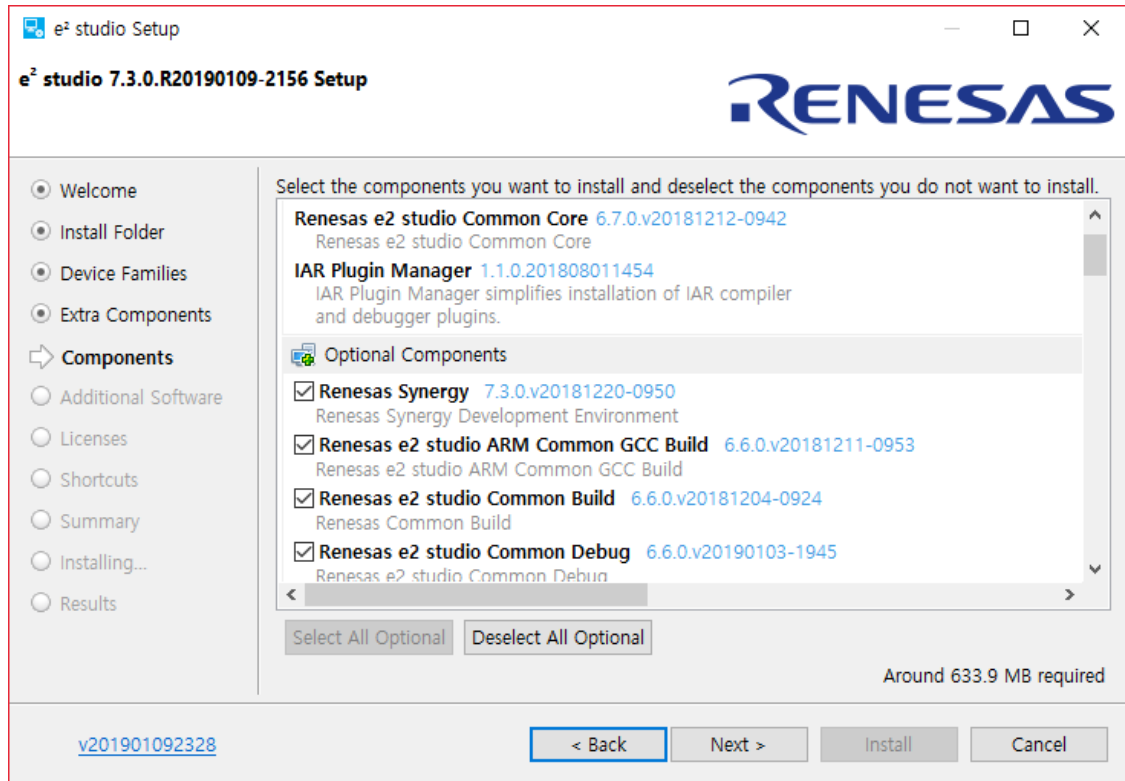 e² studio Setup
e² studio 7.3.0.R20190109-2156 Setup
RENESAS
Welcome
Install Folder
Device Families
Extra Components
Components
Additional Software
Licenses
Shortcuts
Summary
Installing...
Results
Select the components you want to install and deselect the components you do not want to install.
Renesas e2 studio Common Core 6.7.0.v20181212-0942
Renesas e2 studio Common Core
IAR Plugin Manager 1.1.0.201808011454
IAR Plugin Manager simplifies installation of IAR compiler
and debugger plugins.
Optional Components
Renesas Synergy 7.3.0.v20181220-0950
Renesas Synergy Development Environment
Renesas e2 studio ARM Common GCC Build 6.6.0.v20181211-0953
Renesas e2 studio ARM Common GCC Build
Renesas e2 studio Common Build 6.6.0.v20181204-0924
Renesas Common Build
Renesas e2 studio Common Debug 6.6.0.v20190103-1945
Renesas e2 studio Common Debug
Select All Optional Deselect All Optional
Around 633.9 MB required
v201901092328 < Back Next > Install Cancel